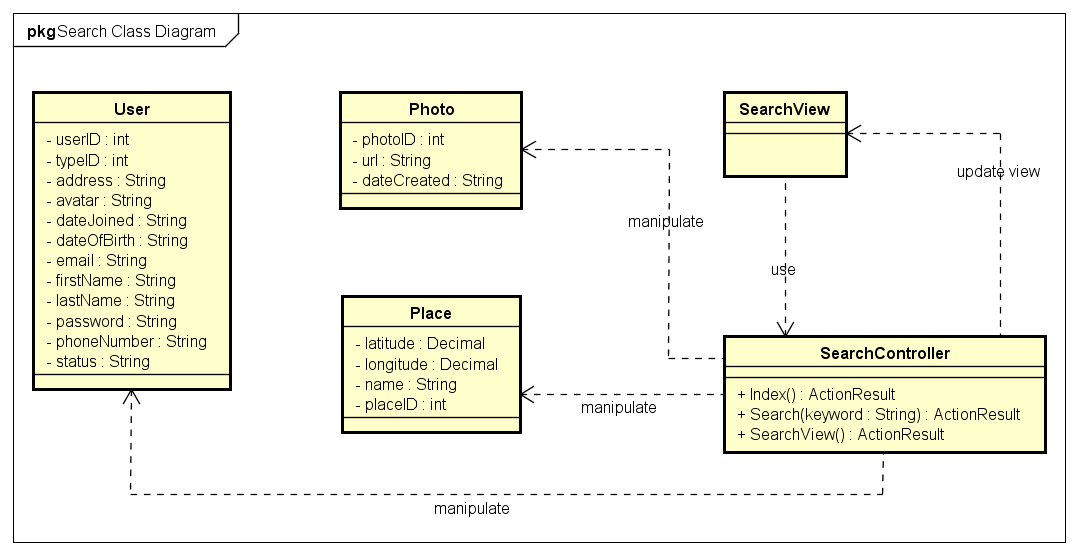 pkg Search Class Diagram
User
- userID : int
- typeID : int
- address : String
- avatar : String
- dateJoined : String
- dateOfBirth : String
- email : String
- firstName : String
- lastName : String
- password : String
- phoneNumber : String
- status : String
Photo
- photoID : int
- url : String
- dateCreated : String
SearchView
update view
manipulate
use
Place
- latitude : Decimal
- longitude : Decimal
- name : String
- placeID : int
manipulate
SearchController
+ Index() : ActionResult
+ Search(keyword : String) : ActionResult
+ SearchView() : ActionResult
manipulate